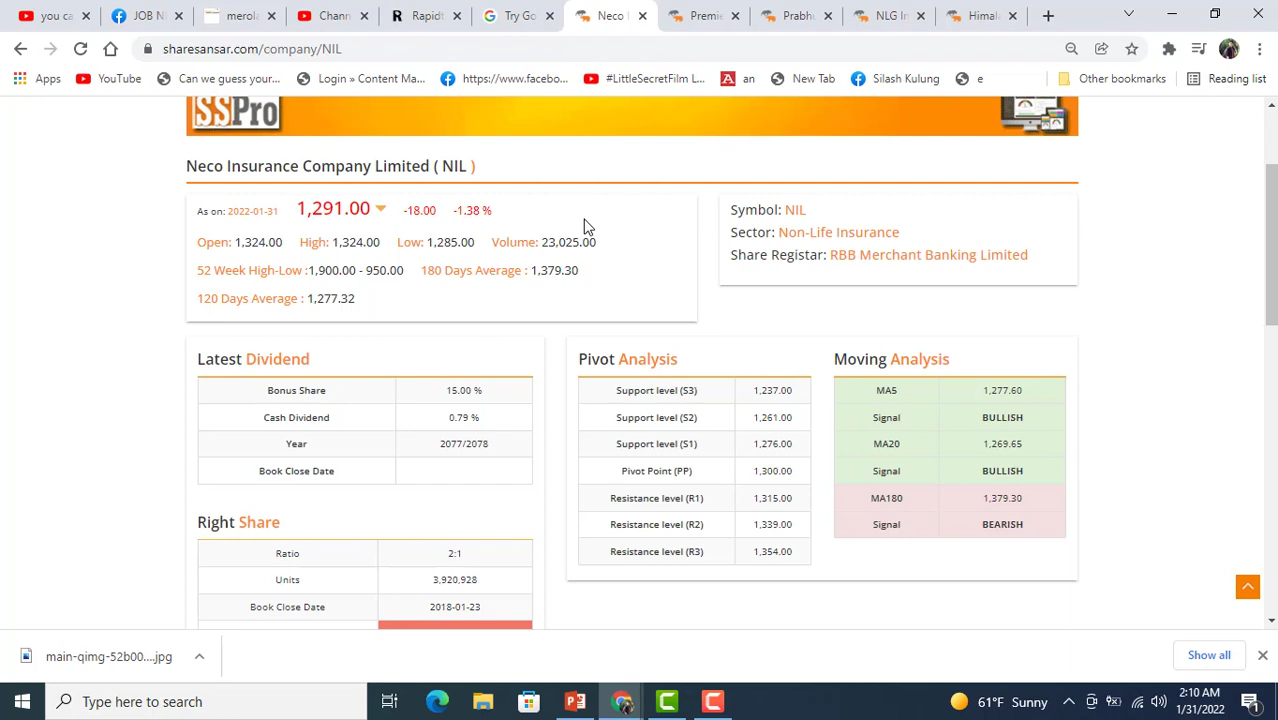 you ca
JOB N
merola
Chann
Rapidt
Try Go
Neco
Premie
Prabh
NLG In
Himal
sharesansar.com/company/NIL
Apps
YouTube
Can we guess your...
Login » Content Ma...
https://www.facebo...
#LittleSecretFilm L...
an
New Tab
Silash Kulung
e
Other bookmarks
Reading list
SSPro
Neco Insurance Company Limited ( NIL )
As on: 2022-01-31 1,291.00 -18.00 -1.38 %
Open: 1,324.00 High: 1,324.00 Low: 1,285.00 Volume: 23,025.00
52 Week High-Low :1,900.00 - 950.00 180 Days Average : 1,379.30
120 Days Average : 1,277.32
Symbol: NIL
Sector: Non-Life Insurance
Share Registar: RBB Merchant Banking Limited
Latest Dividend
Bonus Share 15.00 %
Cash Dividend 0.79 %
Year 2077/2078
Book Close Date
Right Share
Ratio 2:1
Units 3,920,928
Book Close Date 2018-01-23
Pivot Analysis
Support level (S3) 1,237.00
Support level (S2) 1,261.00
Support level (S1) 1,276.00
Pivot Point (PP) 1,300.00
Resistance level (R1) 1,315.00
Resistance level (R2) 1,339.00
Resistance level (R3) 1,354.00
Moving Analysis
MA5 1,277.60
Signal BULLISH
MA20 1,269.65
Signal BULLISH
MA180 1,379.30
Signal BEARISH
main-qimg-52b00....jpg
Show all
Type here to search
61°F Sunny
2:10 AM
1/31/2022
1